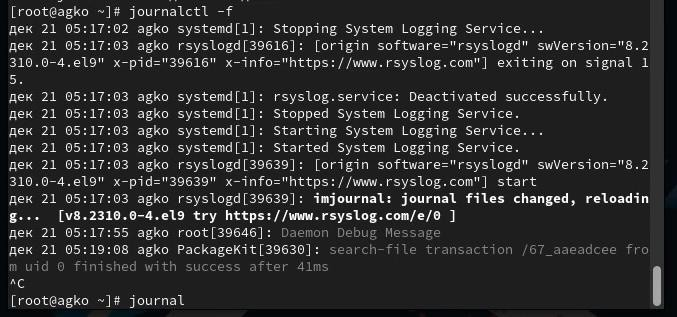 [root@agko ~]# journalctl -f
дек 21 05:17:02 agko systemd[1]: Stopping System Logging Service...
дек 21 05:17:03 agko rsyslogd[39616]: [origin software="rsyslogd" swVersion="8.2
310.0-4.el9" x-pid="39616" x-info="https://www.rsyslog.com"] exiting on signal 1
5.
дек 21 05:17:03 agko systemd[1]: rsyslog.service: Deactivated successfully.
дек 21 05:17:03 agko systemd[1]: Stopped System Logging Service.
дек 21 05:17:03 agko systemd[1]: Starting System Logging Service...
дек 21 05:17:03 agko systemd[1]: Started System Logging Service.
дек 21 05:17:03 agko rsyslogd[39639]: [origin software="rsyslogd" swVersion="8.2
310.0-4.el9" x-pid="39639" x-info="https://www.rsyslog.com"] start
дек 21 05:17:03 agko rsyslogd[39639]: imjournal: journal files changed, reloadin
g...  [v8.2310.0-4.el9 try https://www.rsyslog.com/e/0 ]
дек 21 05:17:55 agko root[39646]: Daemon Debug Message
дек 21 05:19:08 agko PackageKit[39630]: search-file transaction /67_aaeadcee fro
m uid 0 finished with success after 41ms
^C
[root@agko ~]# journal